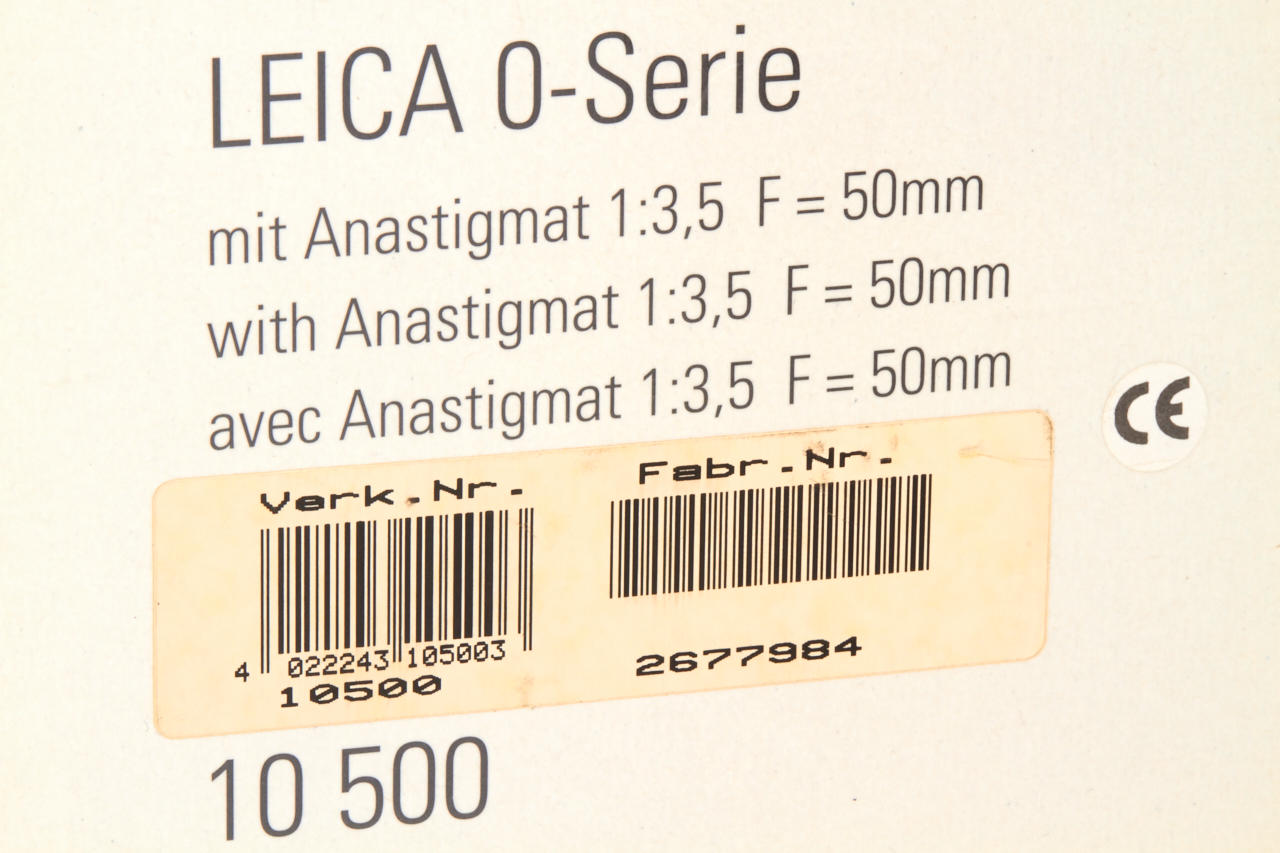 LEICA 0-Serie
mit Anastigmat 1:3,5 F = 50mm
with Anastigmat 1:3,5 F = 50mm
avec Anastigmat 1:3,5 F = 50mm
CE
Verk.Nr.
Fabr.Nr.
4 022243 105003
10500
2677984
10 500